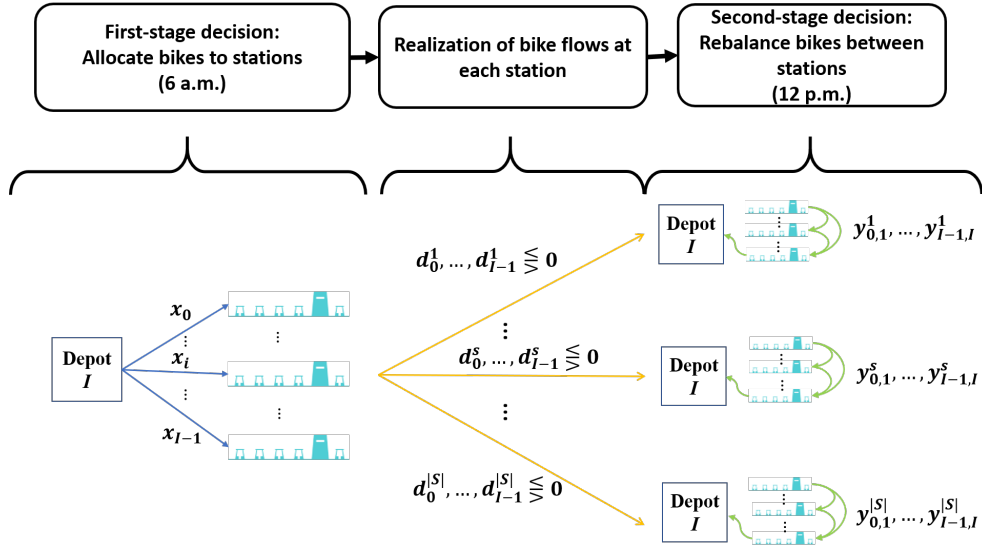 First-stage decision:
Allocate bikes to stations
(6 a.m.)
Realization of bike flows at
each station
Second-stage decision:
Rebalance bikes between
stations
(12 p.m.)
Depot
I
x_0
⋮
x_i
⋮
x_{I−1}
⋮
⋮
d_0^1, …, d_{I−1}^1 ⪋ 0
⋮
d_0^s, …, d_{I−1}^s ⪋ 0
⋮
d_0^{|S|}, …, d_{I−1}^{|S|} ⪋ 0
Depot
I
⋮
⋮
y_{0,1}^1, …, y_{I−1,I}^1
Depot
I
⋮
⋮
y_{0,1}^s, …, y_{I−1,I}^s
Depot
I
⋮
⋮
y_{0,1}^{|S|}, …, y_{I−1,I}^{|S|}